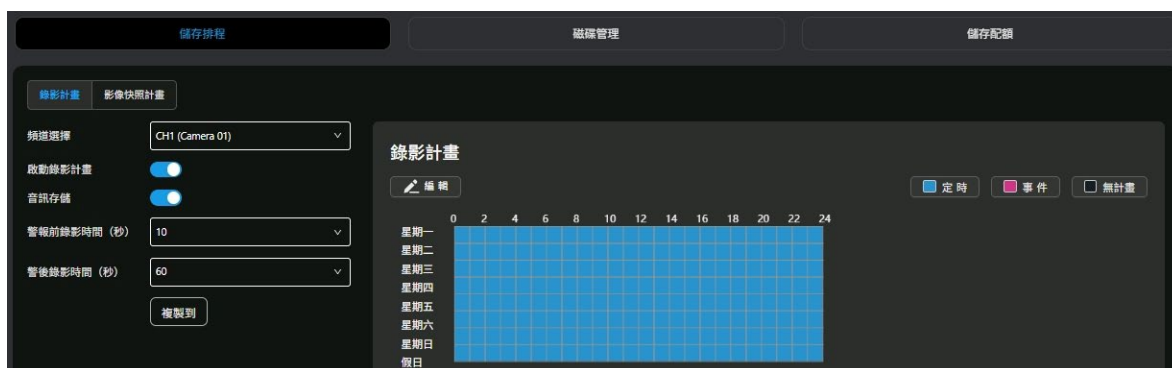 儲存排程 磁碟管理 儲存配額
錄影計畫 影像快照計畫
頻道選擇 CH1 (Camera 01)
啟動錄影計畫
音訊存儲
警報前錄影時間（秒） 10
警後錄影時間（秒） 60
複製到
錄影計畫
編輯 定時 事件 無計畫
0 2 4 6 8 10 12 14 16 18 20 22 24
星期一
星期二
星期三
星期四
星期五
星期六
星期日
假日